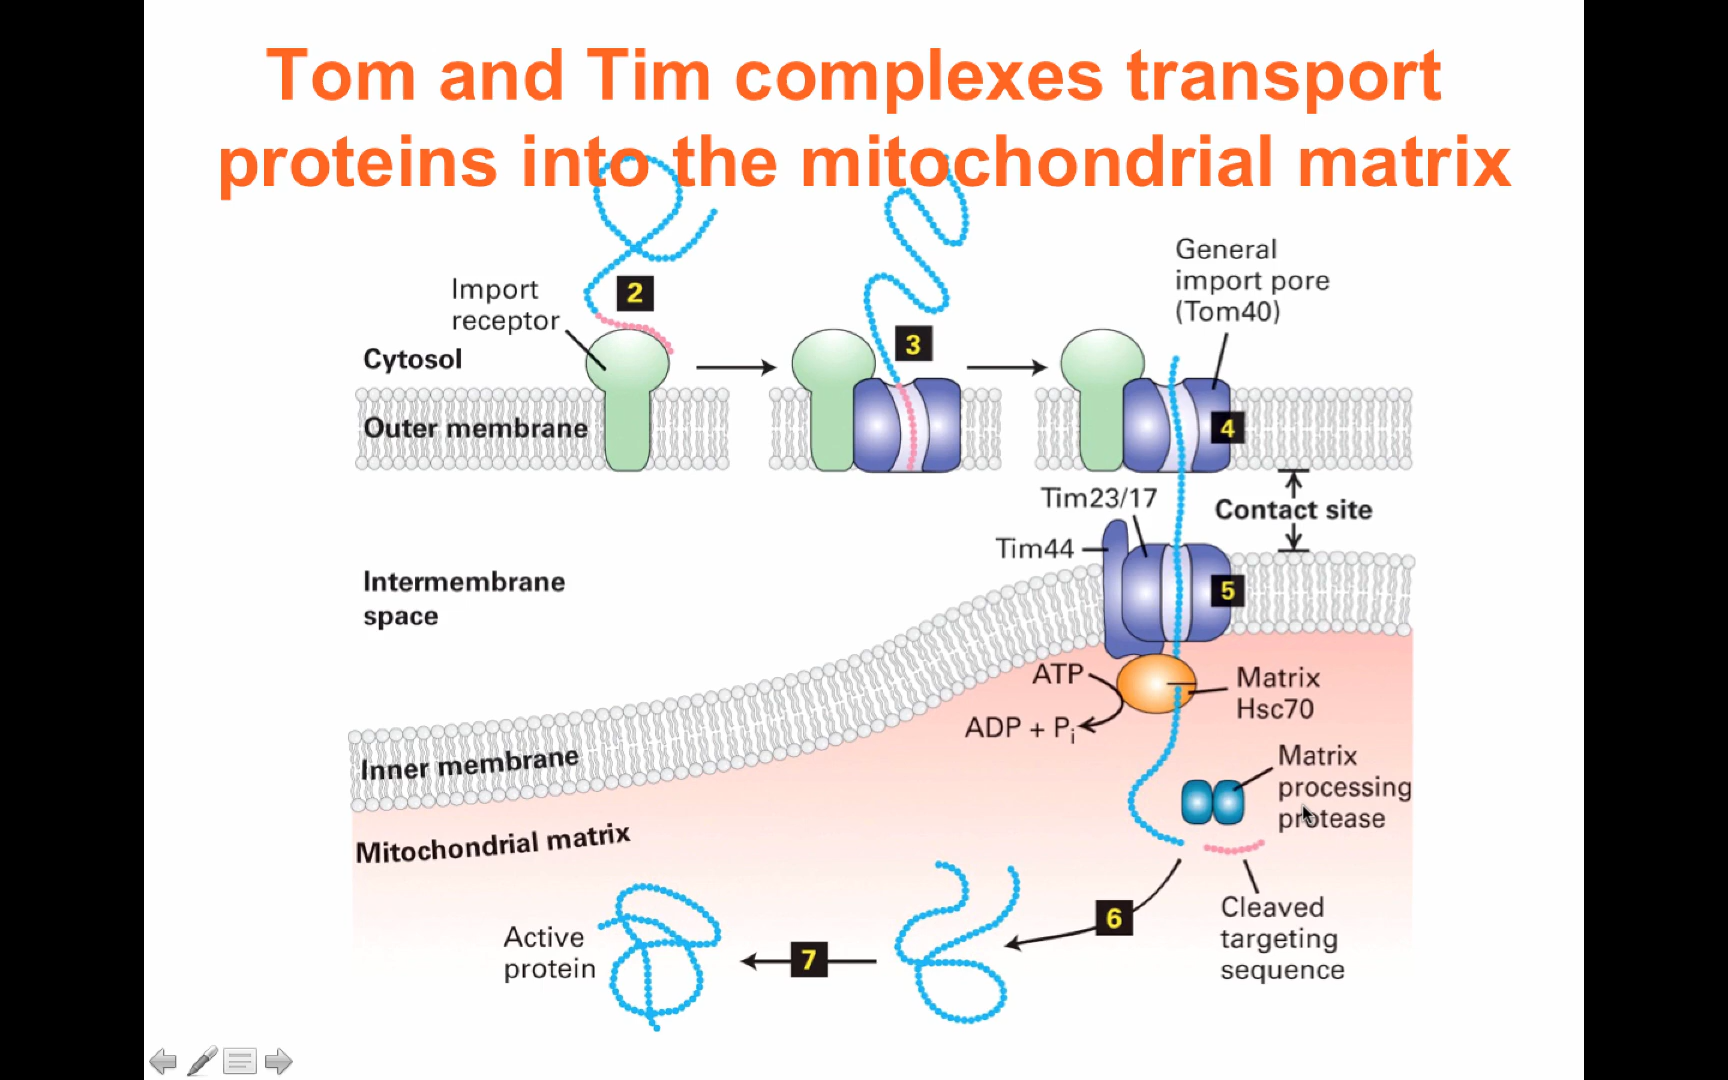 Tom and Tim complexes transport
proteins into the mitochondrial matrix
General
import pore
(Tom40)
Import
receptor
2
3
Cytosol
Outer membrane
4
Tim23/17
Contact site
Tim44
Intermembrane
space
5
ATP
ADP + Pi
Matrix
Hsc70
Inner membrane
Matrix
processing
protease
Mitochondrial matrix
Cleaved
targeting
sequence
6
7
Active
protein